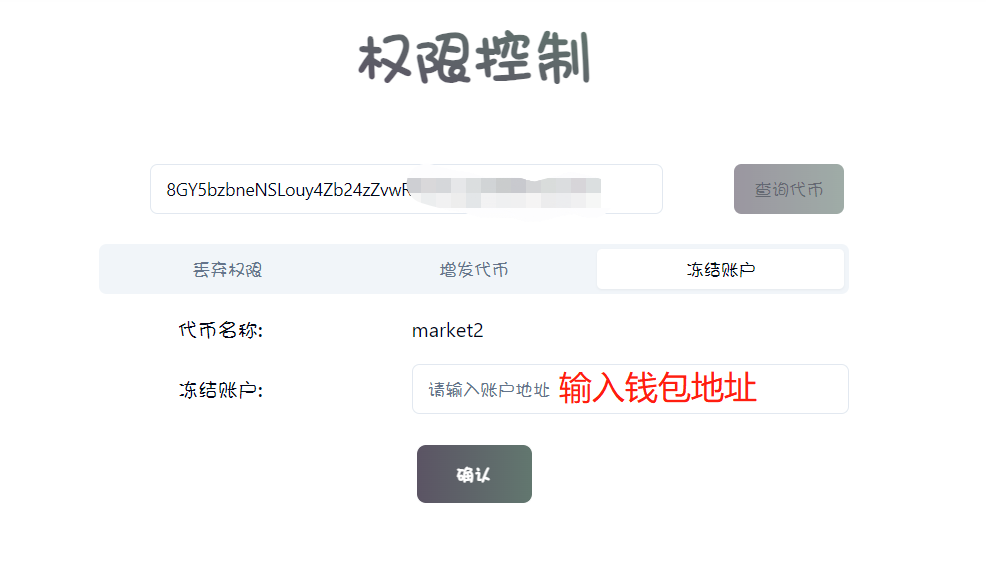 权限控制
8GY5bzbneNSLouy4Zb24zZvwR
查询代币
丢弃权限 增发代币 冻结账户
代币名称: market2
冻结账户: 请输入账户地址 输入钱包地址
确认